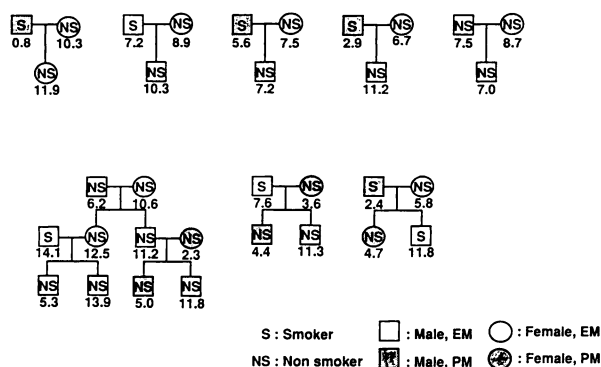 S NS S NS S NS S NS NS NS
0.8 10.3 7.2 8.9 5.6 7.5 2.9 6.7 7.5 8.7
NS NS NS NS NS
11.9 10.3 7.2 11.2 7.0
NS NS S NS S NS
6.2 10.6 7.6 3.6 2.4 5.8
S NS NS NS NS NS NS S
14.1 12.5 11.2 2.3 4.4 11.3 4.7 11.8
NS NS NS NS
5.3 13.9 5.0 11.8
S : Smoker : Male, EM : Female, EM
NS : Non smoker : Male, PM : Female, PM